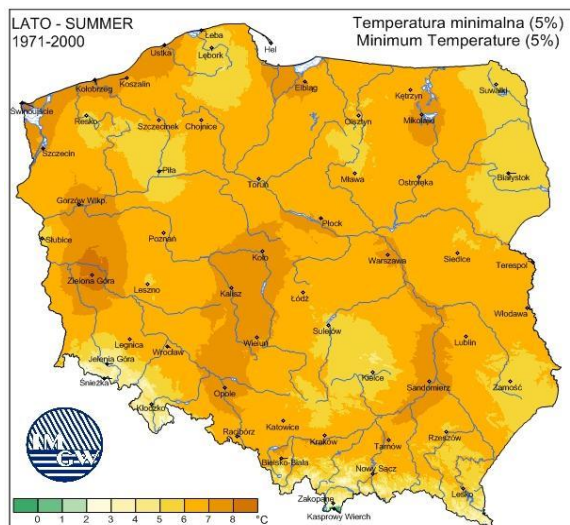 LATO - SUMMER
1971-2000
Temperatura minimalna (5%)
Minimum Temperature (5%)
Łeba
Hel
Ustka
Lębork
Koszalin
Kołobrzeg
Elbląg
Kętrzyn
Suwałki
Świnoujście
Resko
Szczecinek
Chojnice
Olsztyn
Mikołajki
Szczecin
Piła
Mława
Ostrołęka
Białystok
Toruń
Gorzów Wlkp.
Płock
Słubice
Poznań
Koło
Warszawa
Siedlce
Terespol
Zielona Góra
Leszno
Kalisz
Łódź
Włodawa
Sulejów
Legnica
Wrocław
Wieluń
Lublin
Jelenia Góra
Śnieżka
Kielce
Sandomierz
Zamość
Opole
Kłodzko
Katowice
Racibórz
Kraków
Tarnów
Rzeszów
Bielsko-Biała
Nowy Sącz
Lesko
Zakopane
Kasprowy Wierch
IM
GW
0 1 2 3 4 5 6 7 8 °C